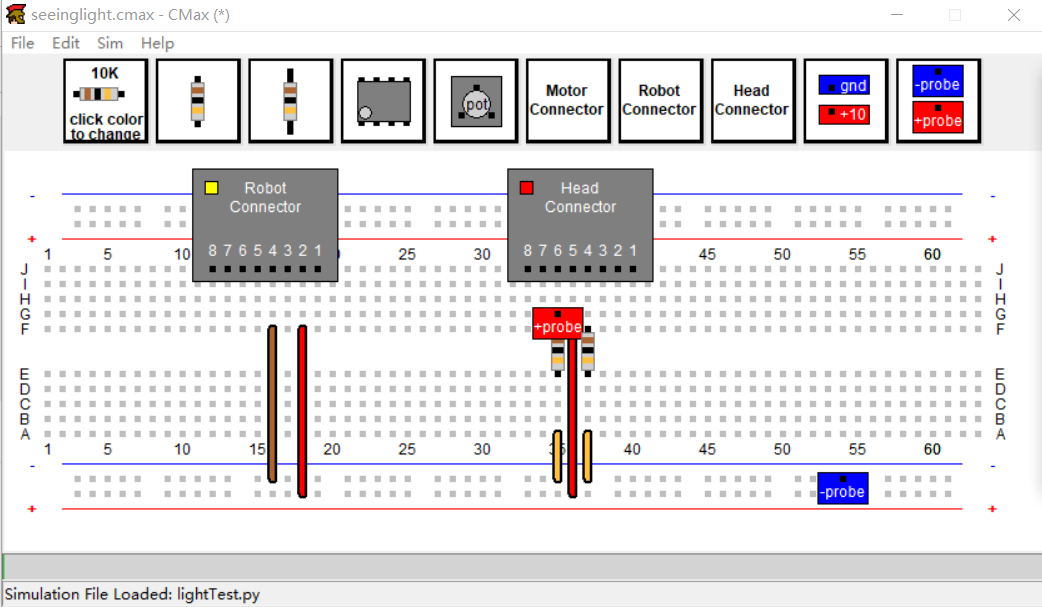 seeinglight.cmax - CMax (*)
File Edit Sim Help
10K
click color
to change
pot
Motor
Connector
Robot
Connector
Head
Connector
gnd
+10
-probe
+probe
Robot
Connector
Head
Connector
- -
+ +
8 7 6 5 4 3 2 1
8 7 6 5 4 3 2 1
1 5 10 20 25 30 45 50 55 60
J J
I I
H H
G G
F F
+probe
E E
D D
C C
B B
A A
1 5 10 15 20 25 30 35 40 45 50 55 60
- -
-probe
+ +
Simulation File Loaded: lightTest.py